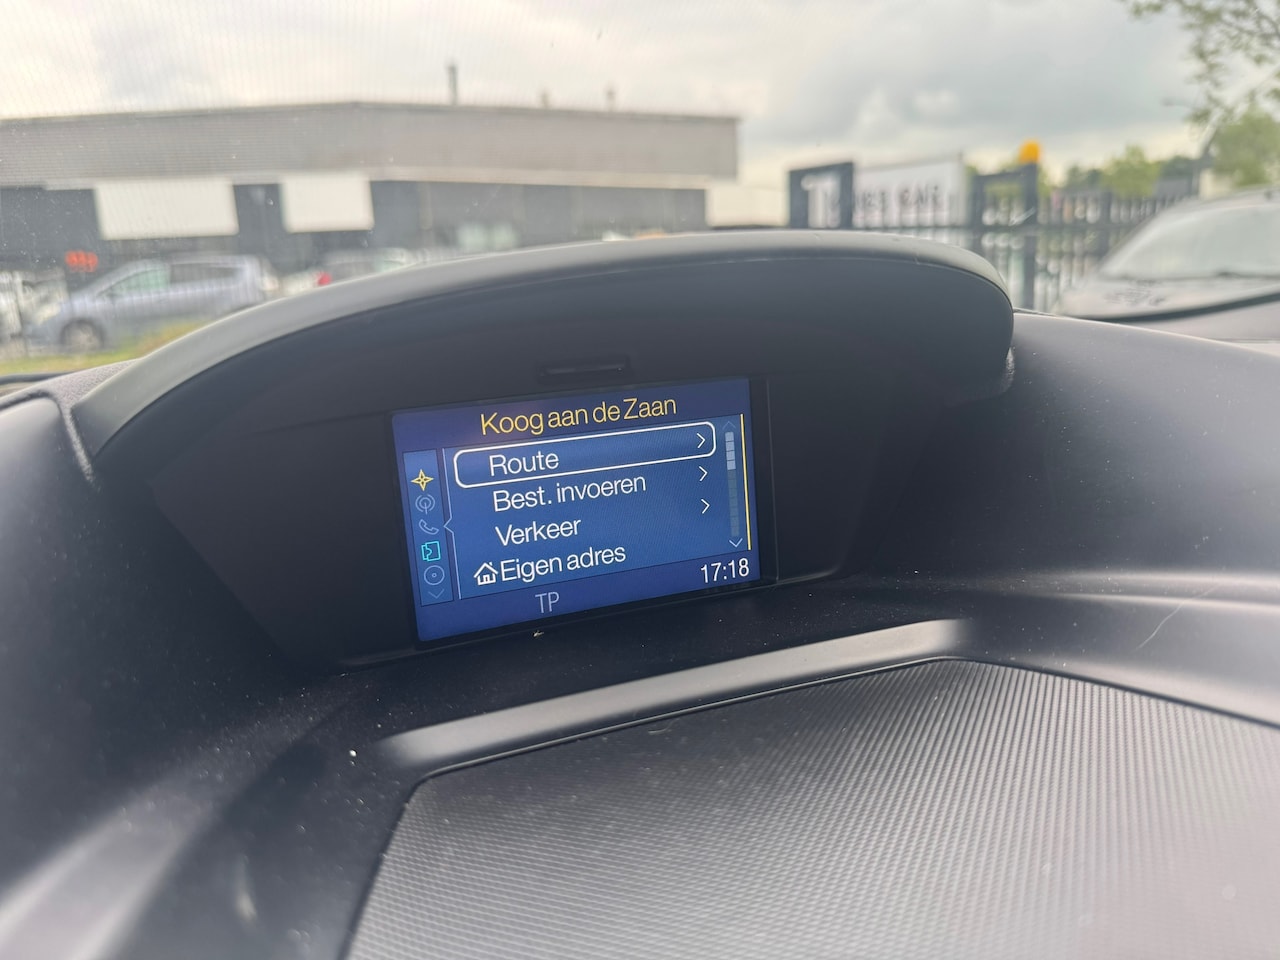 Koog aan de Zaan
Route
Best. invoeren
Verkeer
Eigen adres
17:18
TP